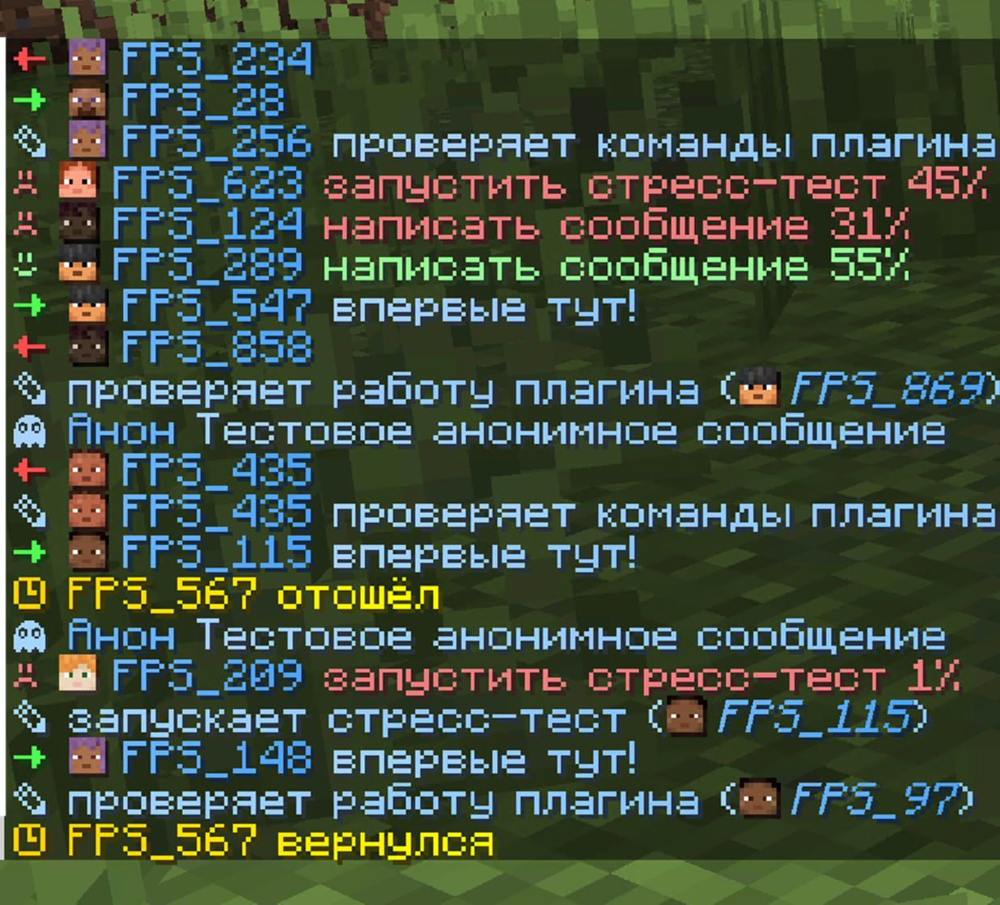 FPS_234
FPS_28
FPS_256 проверяет команды плагина
FPS_623 запустить стресс-тест 45%
FPS_124 написать сообщение 31%
FPS_289 написать сообщение 55%
FPS_547 впервые тут!
FPS_858
проверяет работу плагина (FPS_869)
Анон Тестовое анонимное сообщение
FPS_435
FPS_435 проверяет команды плагина
FPS_115 впервые тут!
FPS_567 отошёл
Анон Тестовое анонимное сообщение
FPS_209 запустить стресс-тест 1%
запускает стресс-тест (FPS_115)
FPS_148 впервые тут!
проверяет работу плагина (FPS_97)
FPS_567 вернулся